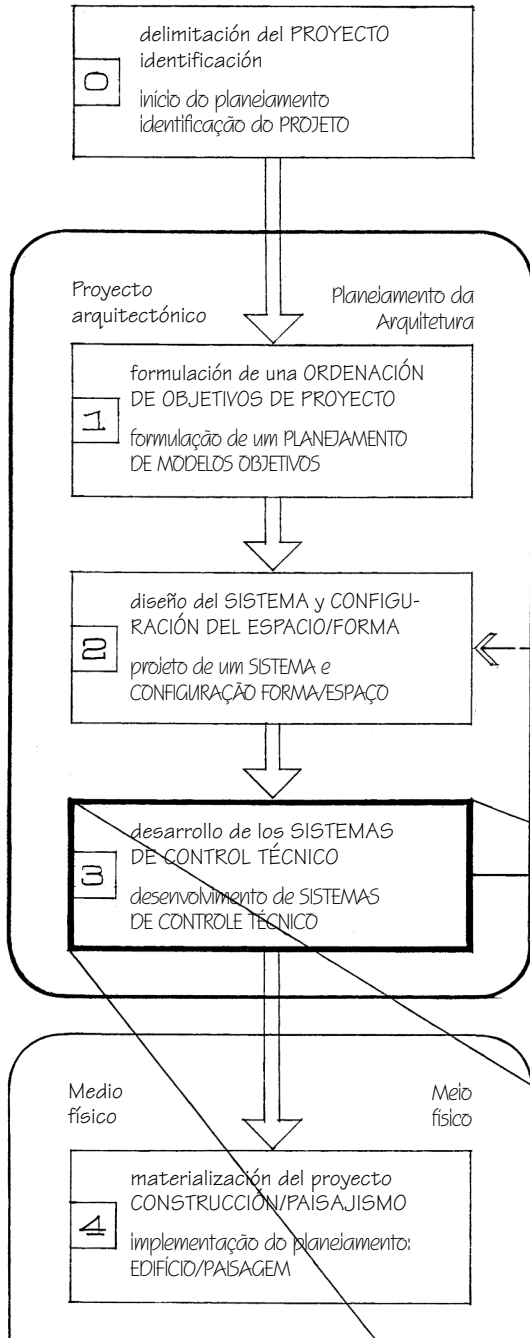 0
delimitación del PROYECTO
identificación
início do planejamento
identificação do PROJETO
Proyecto
arquitectónico
Planejamento da
Arquitetura
1
formulación de una ORDENACIÓN
DE OBJETIVOS DE PROYECTO
formulação de um PLANEJAMENTO
DE MODELOS OBJETIVOS
2
diseño del SISTEMA y CONFIGU-
RACIÓN DEL ESPACIO/FORMA
projeto de um SISTEMA e
CONFIGURAÇÃO FORMA/ESPAÇO
3
desarrollo de los SISTEMAS
DE CONTROL TÉCNICO
desenvolvimento de SISTEMAS
DE CONTROLE TÉCNICO
Medio
físico
Meio
físico
4
materialización del proyecto
CONSTRUCCIÓN/PAISAJISMO
implementação do planejamento:
EDIFÍCIO/PAISAGEM